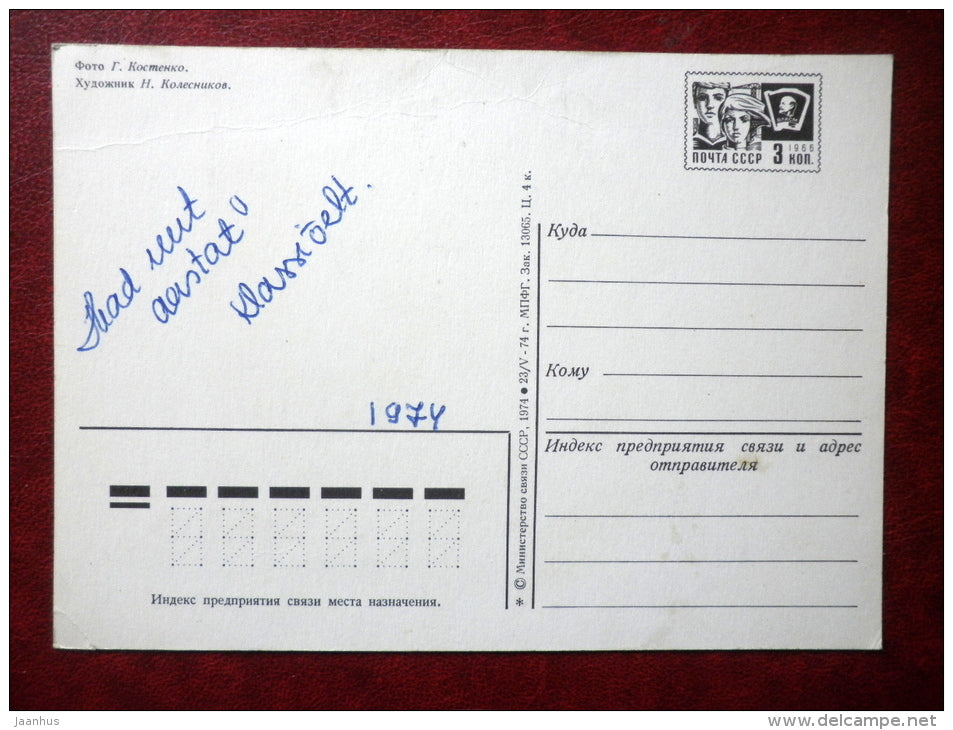 Фото Г. Костенко.
Художник Н. Колесников.
ПОЧТА СССР 3 КОП.
1966
Head uut
aastat!
klassiõelt.
1974
© Министерство связи СССР, 1974 ● 23/V - 74 г. МПФГ. Зак. 13065. Ц. 4 к.
Куда
Кому
Индекс предприятия связи и адрес
отправителя
Индекс предприятия связи места назначения.
Jaanhus
www.delcampe.net